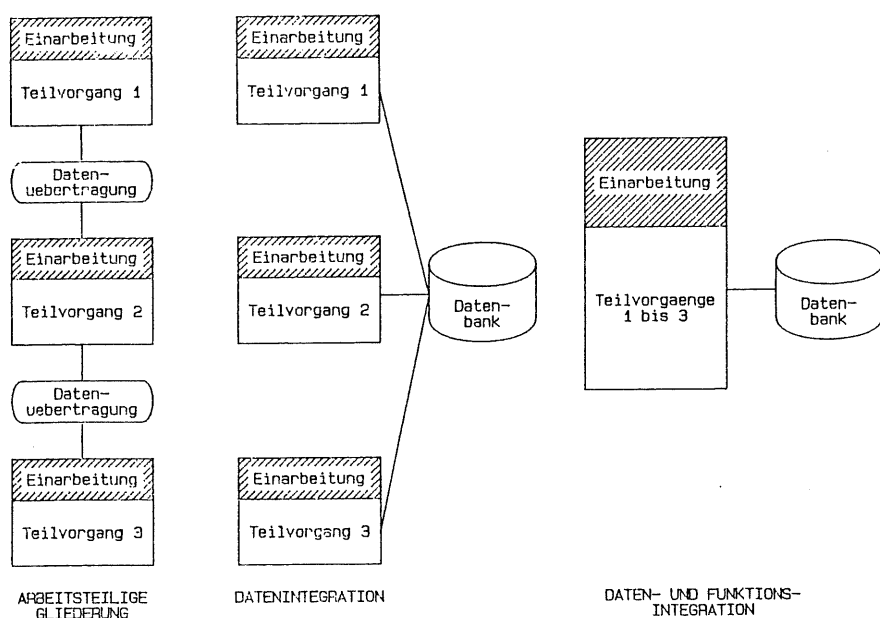 Einarbeitung
Teilvorgang 1
Daten-
uebertragung
Einarbeitung
Teilvorgang 2
Daten-
uebertragung
Einarbeitung
Teilvorgang 3
ARBEITSTEILIGE
GLIEDERUNG
Einarbeitung
Teilvorgang 1
Einarbeitung
Teilvorgang 2
Einarbeitung
Teilvorgang 3
Daten-
bank
DATENINTEGRATION
Einarbeitung
Teilvorgaenge
1 bis 3
Daten-
bank
DATEN- UND FUNKTIONS-
INTEGRATION